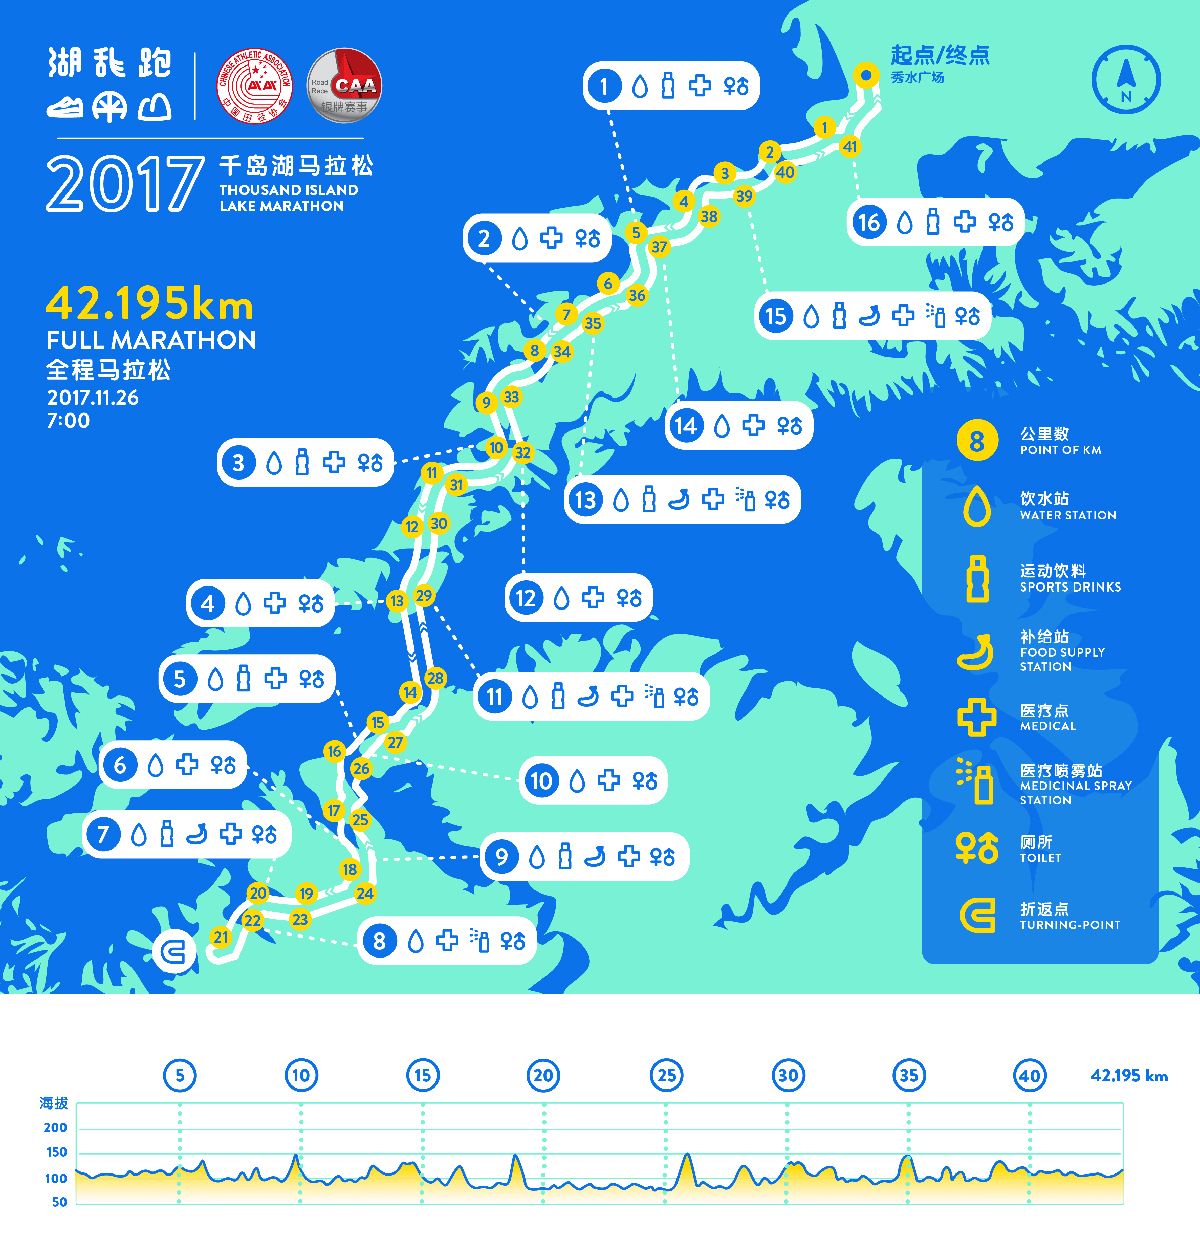 湖乱跑
CHINESE ATHLETIC ASSOCIATION
中国田径协会
Road
Race
CAA
银牌赛事
2017
千岛湖马拉松
THOUSAND ISLAND
LAKE MARATHON
42.195km
FULL MARATHON
全程马拉松
2017.11.26
7:00
起点/终点
秀水广场
N
1
2
3
4
5
6
7
8
9
10
11
12
13
14
15
16
1
2
3
4
5
6
7
8
9
10
11
12
13
14
15
16
17
18
19
20
21
22
23
24
25
26
27
28
29
30
31
32
33
34
35
36
37
38
39
40
41
8
公里数
POINT OF KM
饮水站
WATER STATION
运动饮料
SPORTS DRINKS
补给站
FOOD SUPPLY
STATION
医疗点
MEDICAL
医疗喷雾站
MEDICINAL SPRAY
STATION
厕所
TOILET
折返点
TURNING-POINT
5
10
15
20
25
30
35
40
42.195 km
海拔
200
150
100
50